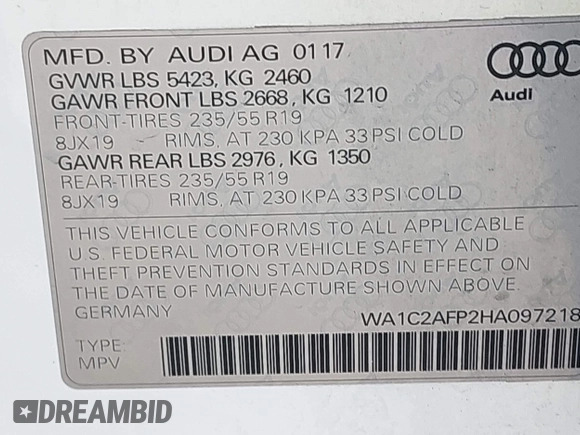 MFD. BY AUDI AG 01 17
GVWR LBS 5423, KG 2460
GAWR FRONT LBS 2668, KG 1210
FRONT-TIRES 235/55 R19
8JX19 RIMS, AT 230 KPA 33 PSI COLD
GAWR REAR LBS 2976, KG 1350
REAR-TIRES 235/55 R19
8JX19 RIMS, AT 230 KPA 33 PSI COLD
Audi
THIS VEHICLE CONFORMS TO ALL APPLICABLE
U.S. FEDERAL MOTOR VEHICLE SAFETY AND
THEFT PREVENTION STANDARDS IN EFFECT ON
THE DATE OF MANUFACTURE SHOWN ABOVE.
GERMANY
WA1C2AFP2HA097218
TYPE:
MPV
DREAMBID